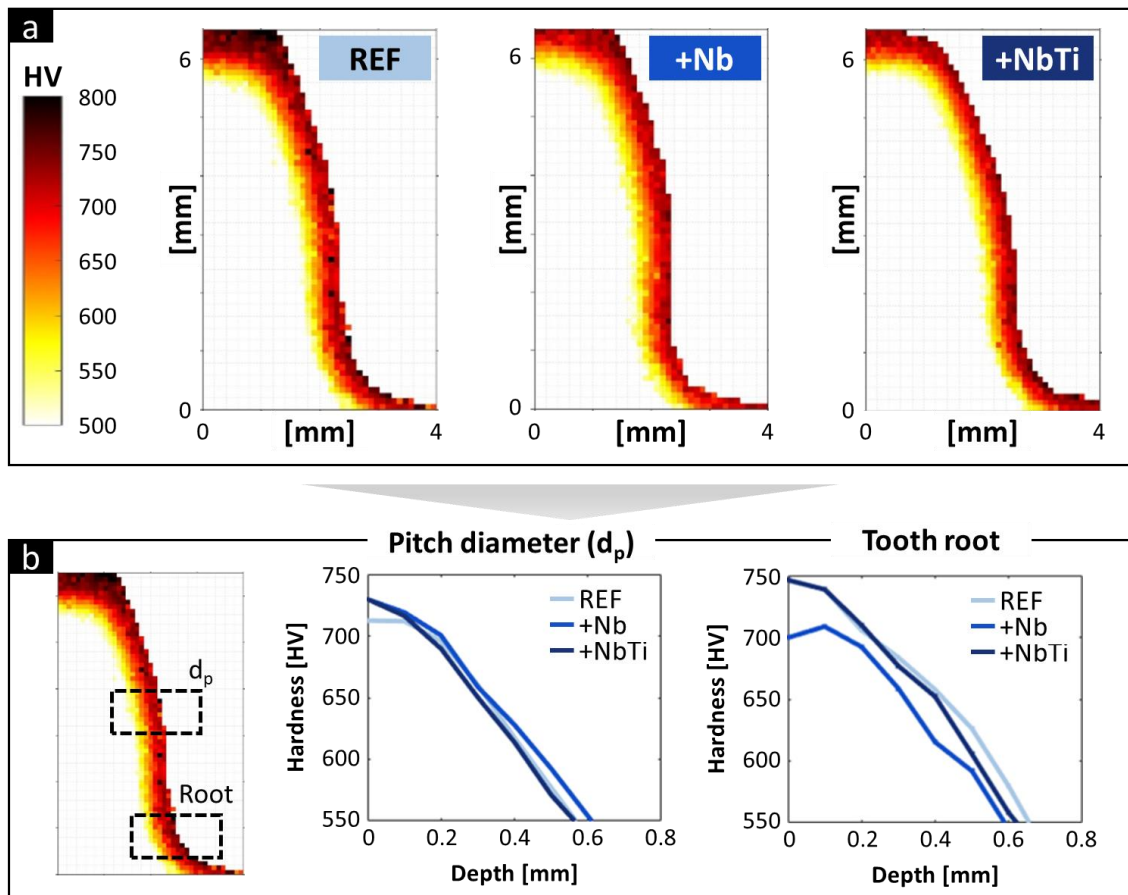 a
REF
+Nb
+NbTi
HV
800
750
700
650
600
550
500
6
[mm]
0
0
[mm]
4
6
[mm]
0
0
[mm]
4
6
[mm]
0
0
[mm]
4
b
dp
Root
Pitch diameter (dp)
750
700
650
600
550
Hardness [HV]
0
0.2
0.4
0.6
0.8
Depth [mm]
REF
+Nb
+NbTi
Tooth root
750
700
650
600
550
Hardness [HV]
0
0.2
0.4
0.6
0.8
Depth [mm]
REF
+Nb
+NbTi